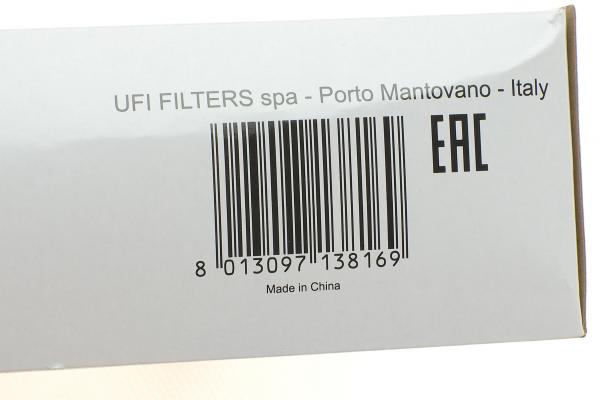 UFI FILTERS spa - Porto Mantovano - Italy
EAC
8 013097 138169
Made in China